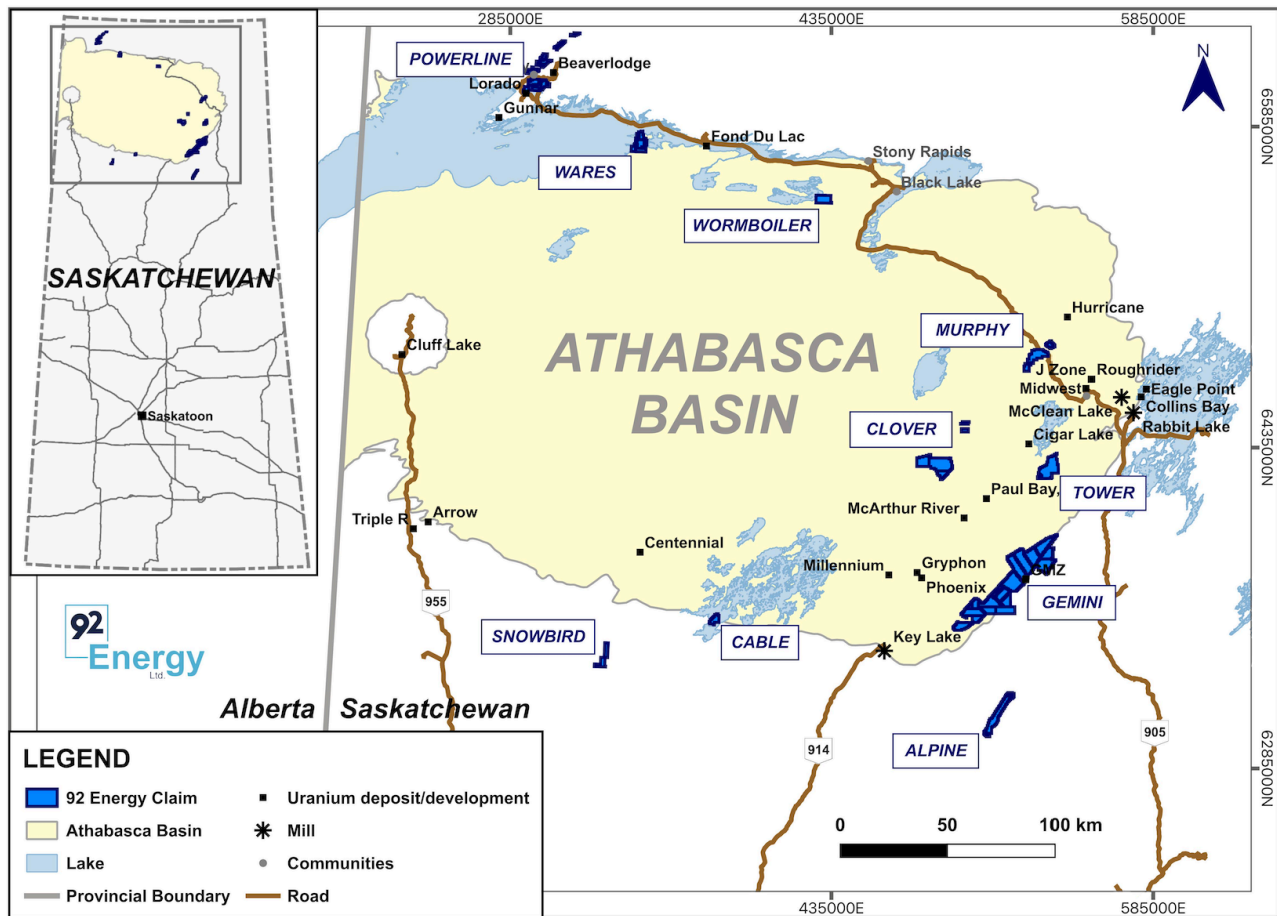 285000E
435000E
585000E
POWERLINE
Beaverlodge
Lorado
Gunnar
Fond Du Lac
N
6585000N
WARES
Stony Rapids
Black Lake
WORMBOILER
SASKATCHEWAN
Saskatoon
Hurricane
MURPHY
Cluff Lake
ATHABASCA
BASIN
J Zone
Roughrider
Midwest
Eagle Point
McClean Lake
Collins Bay
Rabbit Lake
CLOVER
Cigar Lake
6435000N
Paul Bay,
TOWER
McArthur River
Triple R
Arrow
Centennial
Millennium
Gryphon
Phoenix
GMZ
GEMINI
955
92
Energy
Ltd.
SNOWBIRD
CABLE
Key Lake
Alberta
Saskatchewan
ALPINE
914
905
6285000N
LEGEND
92 Energy Claim
Uranium deposit/development
Athabasca Basin
Mill
Lake
Communities
Provincial Boundary
Road
0
50
100 km
435000E
585000E